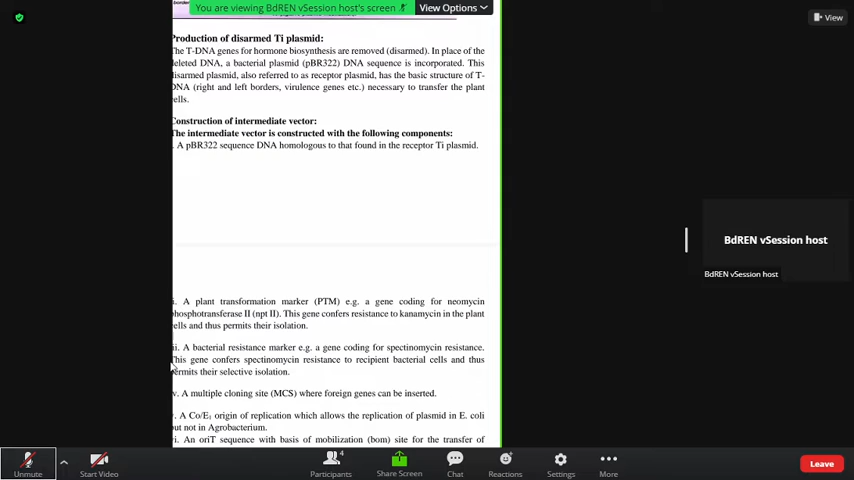 You are viewing BdREN vSession host's screen
View Options
View
Production of disarmed Ti plasmid:
The T-DNA genes for hormone biosynthesis are removed (disarmed). In place of the
deleted DNA, a bacterial plasmid (pBR322) DNA sequence is incorporated. This
disarmed plasmid, also referred to as receptor plasmid, has the basic structure of T-
DNA (right and left borders, virulence genes etc.) necessary to transfer the plant
cells.
Construction of intermediate vector:
The intermediate vector is constructed with the following components:
. A pBR322 sequence DNA homologous to that found in the receptor Ti plasmid.
BdREN vSession host
BdREN vSession host
i. A plant transformation marker (PTM) e.g. a gene coding for neomycin
phosphotransferase II (npt II). This gene confers resistance to kanamycin in the plant
cells and thus permits their isolation.
ii. A bacterial resistance marker e.g. a gene coding for spectinomycin resistance.
This gene confers spectinomycin resistance to recipient bacterial cells and thus
permits their selective isolation.
v. A multiple cloning site (MCS) where foreign genes can be inserted.
. A Co/E₁ origin of replication which allows the replication of plasmid in E. coli
but not in Agrobacterium.
vi. An oriT sequence with basis of mobilization (bom) site for the transfer of
Unmute
Start Video
4
Participants
Share Screen
Chat
Reactions
Settings
More
Leave